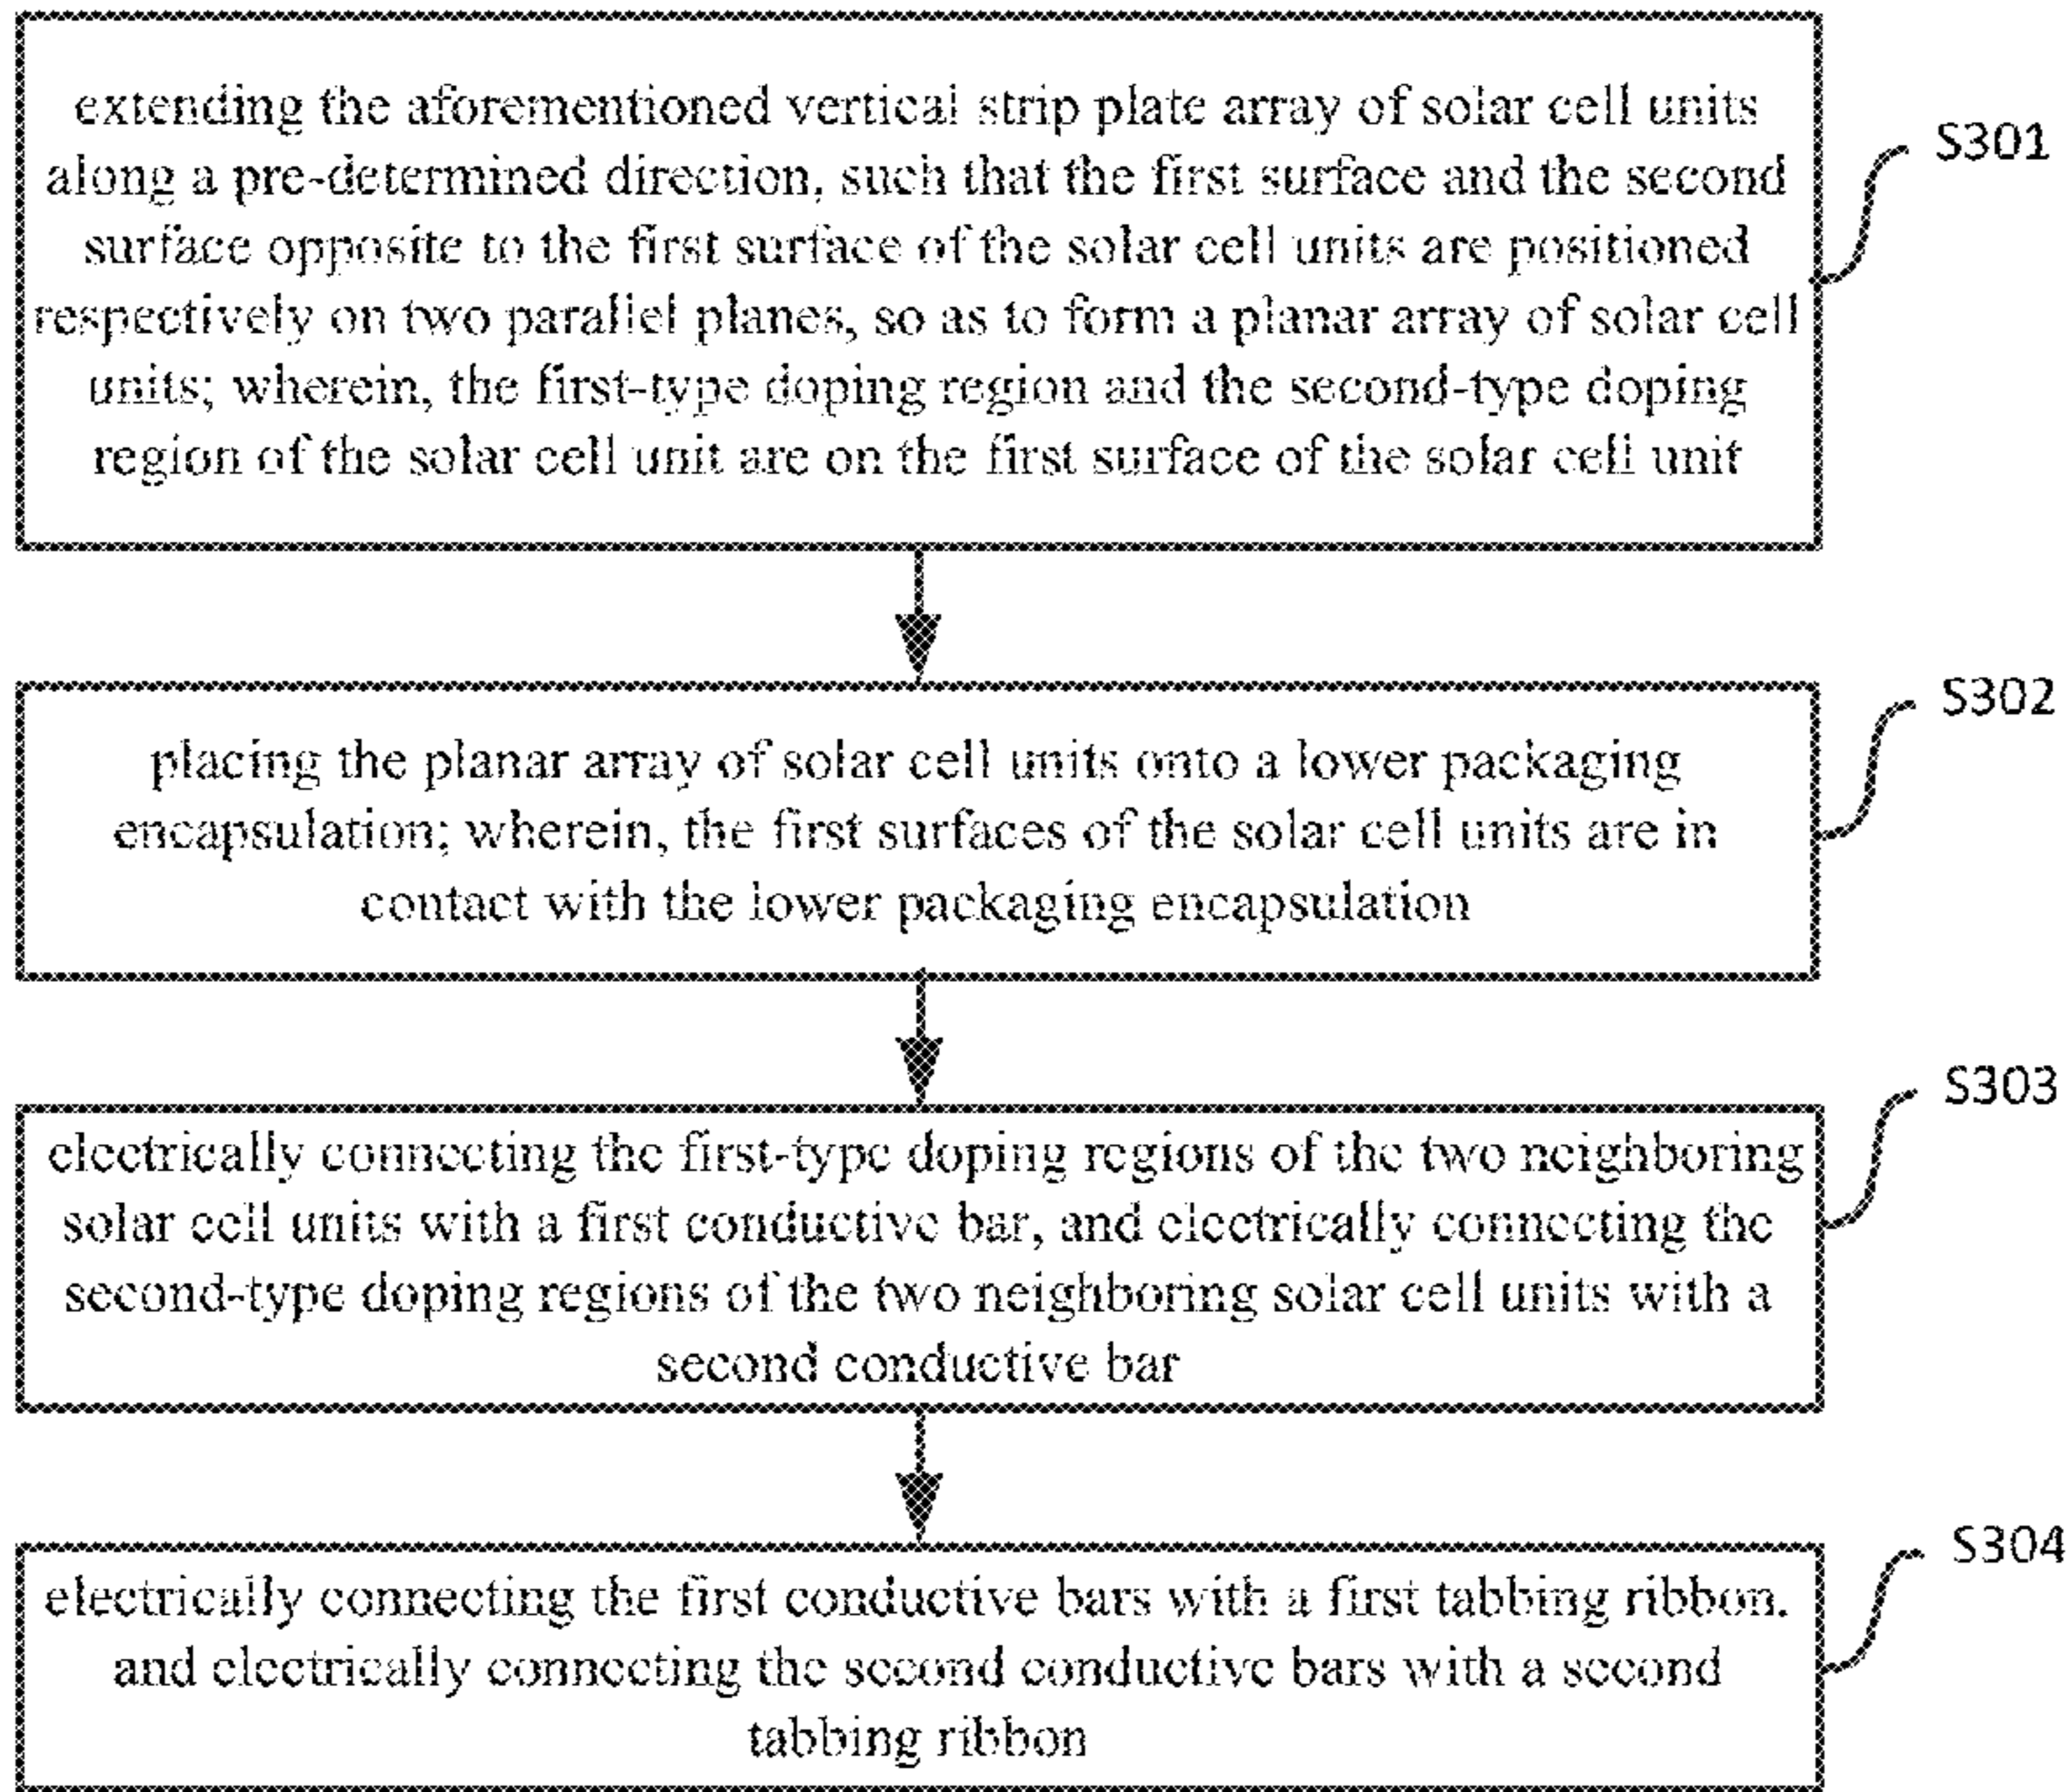 extending the aforementioned vertical strip plate array of solar cell units
along a pre-determined direction, such that the first surface and the second
surface opposite to the first surface of the solar cell units are positioned
respectively on two parallel planes, so as to form a planar array of solar cell
units; wherein, the first-type doping region and the second-type doping
region of the solar cell unit are on the first surface of the solar cell unit
S301
placing the planar array of solar cell units onto a lower packaging
encapsulation; wherein, the first surfaces of the solar cell units are in
contact with the lower packaging encapsulation
S302
electrically connecting the first-type doping regions of the two neighboring
solar cell units with a first conductive bar, and electrically connecting the
second-type doping regions of the two neighboring solar cell units with a
second conductive bar
S303
electrically connecting the first conductive bars with a first tabbing ribbon.
and electrically connecting the second conductive bars with a second
tabbing ribbon
S304